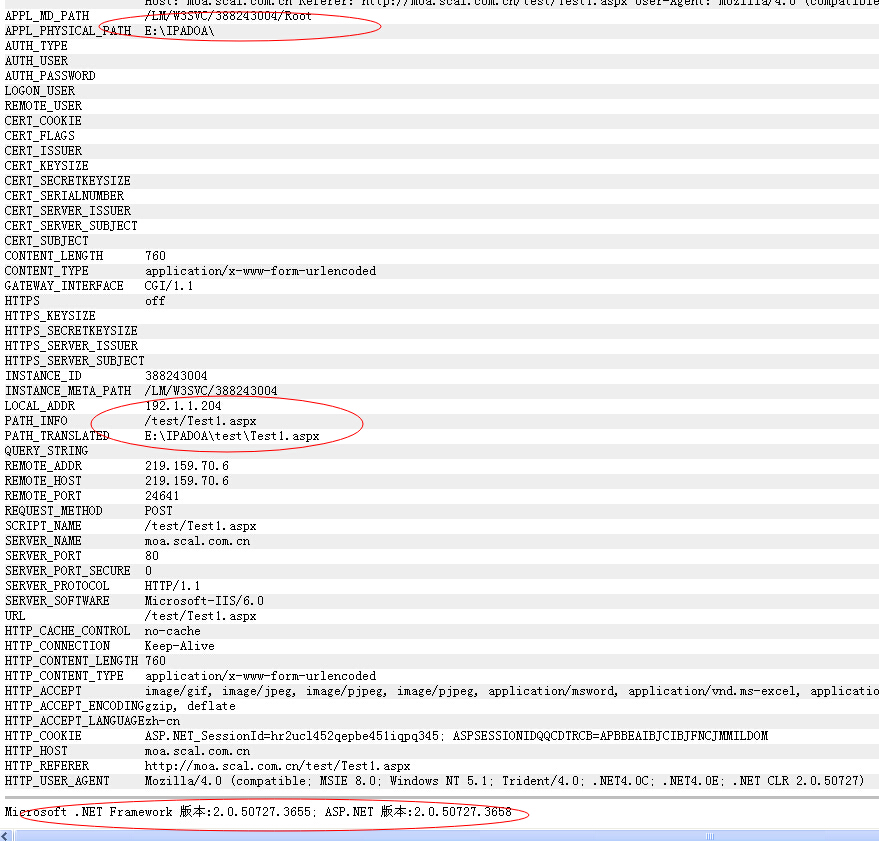 Host: moa.scal.com.cn Referer: http://moa.scal.com.cn/test/Test1.aspx User-Agent: Mozilla/4.0 (compatible
APPL_MD_PATH /LM/W3SVC/388243004/Root
APPL_PHYSICAL_PATH E:\IPADOA\
AUTH_TYPE
AUTH_USER
AUTH_PASSWORD
LOGON_USER
REMOTE_USER
CERT_COOKIE
CERT_FLAGS
CERT_ISSUER
CERT_KEYSIZE
CERT_SECRETKEYSIZE
CERT_SERIALNUMBER
CERT_SERVER_ISSUER
CERT_SERVER_SUBJECT
CERT_SUBJECT
CONTENT_LENGTH 760
CONTENT_TYPE application/x-www-form-urlencoded
GATEWAY_INTERFACE CGI/1.1
HTTPS off
HTTPS_KEYSIZE
HTTPS_SECRETKEYSIZE
HTTPS_SERVER_ISSUER
HTTPS_SERVER_SUBJECT
INSTANCE_ID 388243004
INSTANCE_META_PATH /LM/W3SVC/388243004
LOCAL_ADDR 192.1.1.204
PATH_INFO /test/Test1.aspx
PATH_TRANSLATED E:\IPADOA\test\Test1.aspx
QUERY_STRING
REMOTE_ADDR 219.159.70.6
REMOTE_HOST 219.159.70.6
REMOTE_PORT 24641
REQUEST_METHOD POST
SCRIPT_NAME /test/Test1.aspx
SERVER_NAME moa.scal.com.cn
SERVER_PORT 80
SERVER_PORT_SECURE 0
SERVER_PROTOCOL HTTP/1.1
SERVER_SOFTWARE Microsoft-IIS/6.0
URL /test/Test1.aspx
HTTP_CACHE_CONTROL no-cache
HTTP_CONNECTION Keep-Alive
HTTP_CONTENT_LENGTH 760
HTTP_CONTENT_TYPE application/x-www-form-urlencoded
HTTP_ACCEPT image/gif, image/jpeg, image/pjpeg, image/pjpeg, application/msword, application/vnd.ms-excel, applicatio
HTTP_ACCEPT_ENCODING gzip, deflate
HTTP_ACCEPT_LANGUAGE zh-cn
HTTP_COOKIE ASP.NET_SessionId=hr2ucl452qepbe451iqpq345; ASPSESSIONIDQQCDTRCB=APBBEAIBJCIBJFNCJMMILDOM
HTTP_HOST moa.scal.com.cn
HTTP_REFERER http://moa.scal.com.cn/test/Test1.aspx
HTTP_USER_AGENT Mozilla/4.0 (compatible; MSIE 8.0; Windows NT 5.1; Trident/4.0; .NET4.0C; .NET4.0E; .NET CLR 2.0.50727)
Microsoft .NET Framework 版本:2.0.50727.3655; ASP.NET 版本:2.0.50727.3658